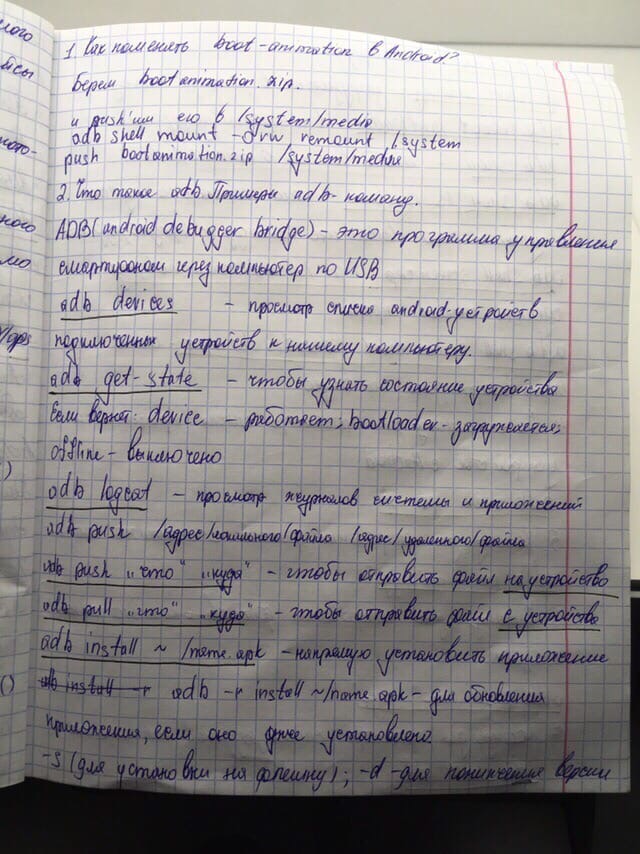 ного
1. Как поменять boot-animation в Android?
Берем bootanimation.zip.
и push'им его в /system/media
adb shell mount -o rw remount /system
push bootanimation.zip /system/media
2. Что такое adb. Примеры adb-команд.
ного
ADB (android debugger bridge) - это программа управления
смартфоном через компьютер по USB
adb devices - просмотр списка android-устройств
подключенных устройств к нашему компьютеру.
adb get-state - чтобы узнать состояние устройства
Если вернет: device - работает; bootloader - загружается;
offline - выключено
)
adb logcat - просмотр журналов системы и приложений
adb push /адрес/локального/файла /адрес/удаленного/файла
adb push "что" "куда" - чтобы отправить файл на устройство
adb pull "что" "куда" - чтобы отправить файл с устройства
adb install ~/name.apk - напрямую установить приложение
()
adb install -r adb -r install ~/name.apk - для обновления
приложения, если оно уже установлено.
-s (для установки на флешку); -d - для понижения версии